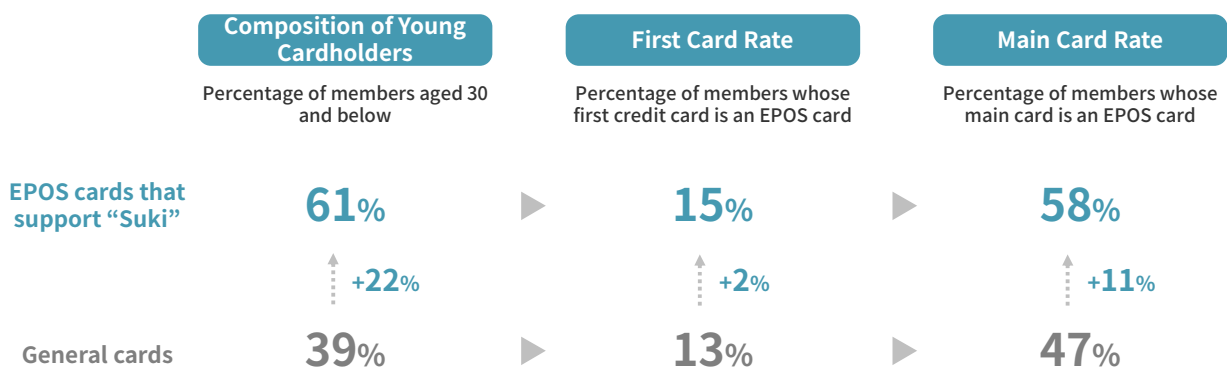 Composition of Young
Cardholders
First Card Rate
Main Card Rate
Percentage of members aged 30
and below
Percentage of members whose
first credit card is an EPOS card
Percentage of members whose
main card is an EPOS card
EPOS cards that
support “Suki”
61%
15%
58%
+22%
+2%
+11%
General cards
39%
13%
47%